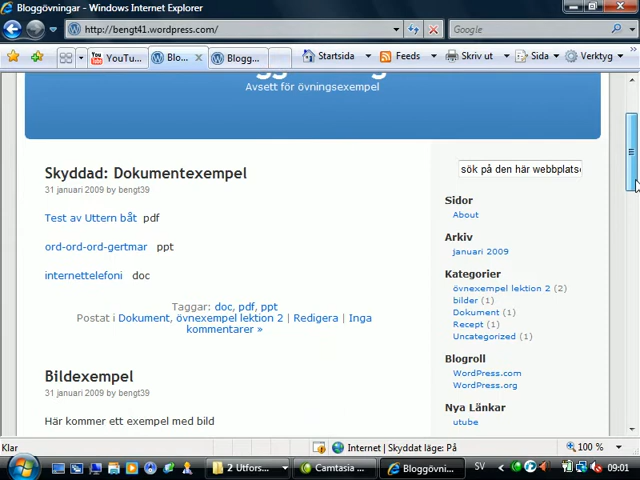 Bloggövningar - Windows Internet Explorer
http://bengt41.wordpress.com/
Google
YouTu...
Blo...
Blogg...
Startsida
Feeds
Skriv ut
Sida
Verktyg
Avsett för övningsexempel
Skyddad: Dokumentexempel
31 januari 2009 by bengt39
Test av Uttern båt pdf
ord-ord-ord-gertmar ppt
internettelefoni doc
Taggar: doc, pdf, ppt
Postat i Dokument, övnexempel lektion 2 | Redigera | Inga
kommentarer »
Bildexempel
31 januari 2009 by bengt39
Här kommer ett exempel med bild
sök på den här webbplatse
Sidor
About
Arkiv
januari 2009
Kategorier
övnexempel lektion 2 (2)
bilder (1)
Dokument (1)
Recept (1)
Uncategorized (1)
Blogroll
WordPress.com
WordPress.org
Nya Länkar
utube
Klar
Internet | Skyddat läge: På
100 %
2 Utfors...
Camtasia ...
Bloggövni...
SV
09:01